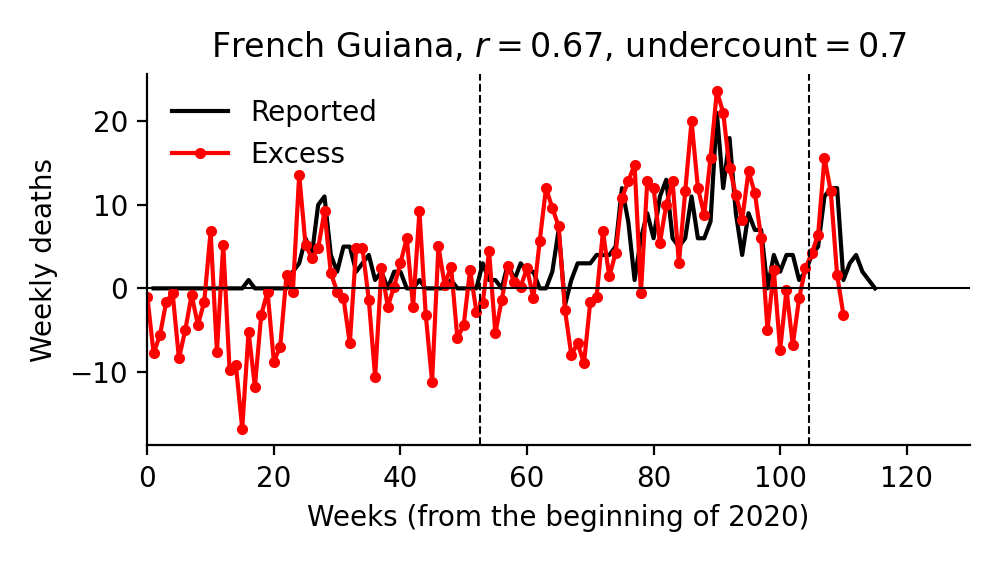 French Guiana, r = 0.67, undercount = 0.7
Reported
Excess
Weekly deaths
20
10
0
−10
0 20 40 60 80 100 120
Weeks (from the beginning of 2020)